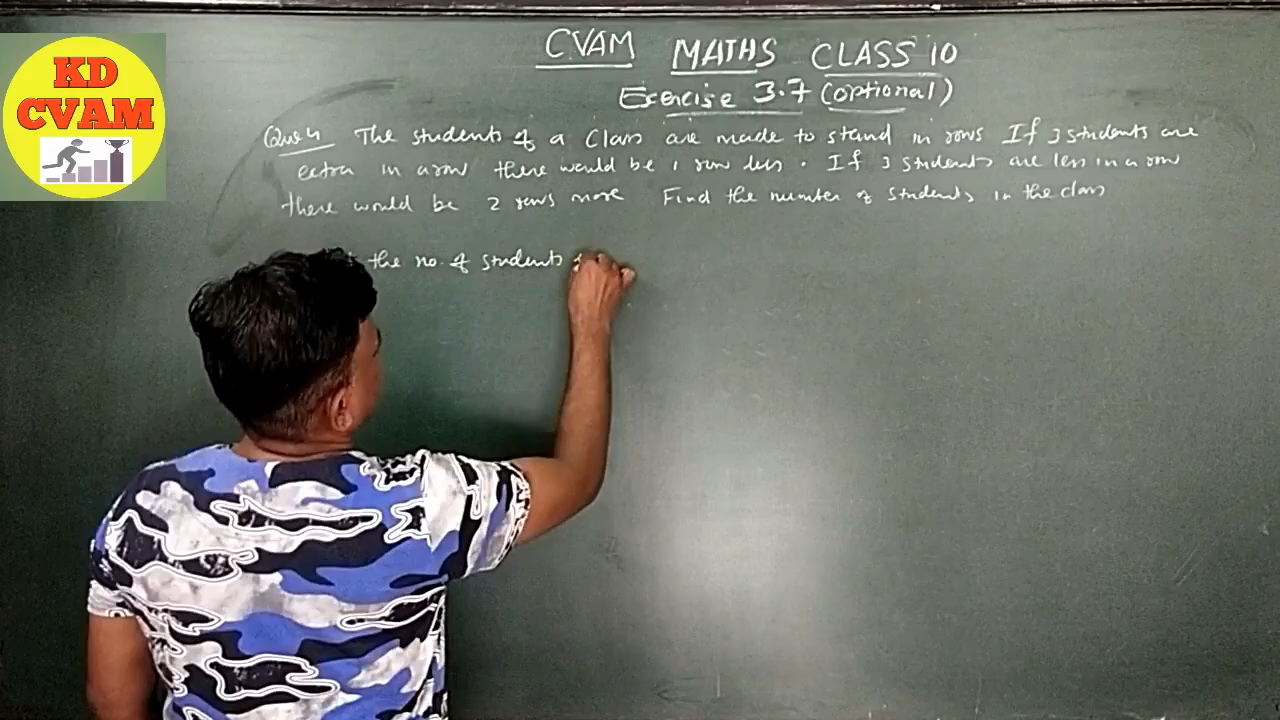 KD
CVAM
CVAM MATHS CLASS 10
Exercise 3.7 (optional)
Ques 4 The students of a class are made to stand in rows If 3 students are
extra in a row there would be 1 row less . If 3 students are less in a row
there would be 2 rows more Find the number of students in the class
the no. of students